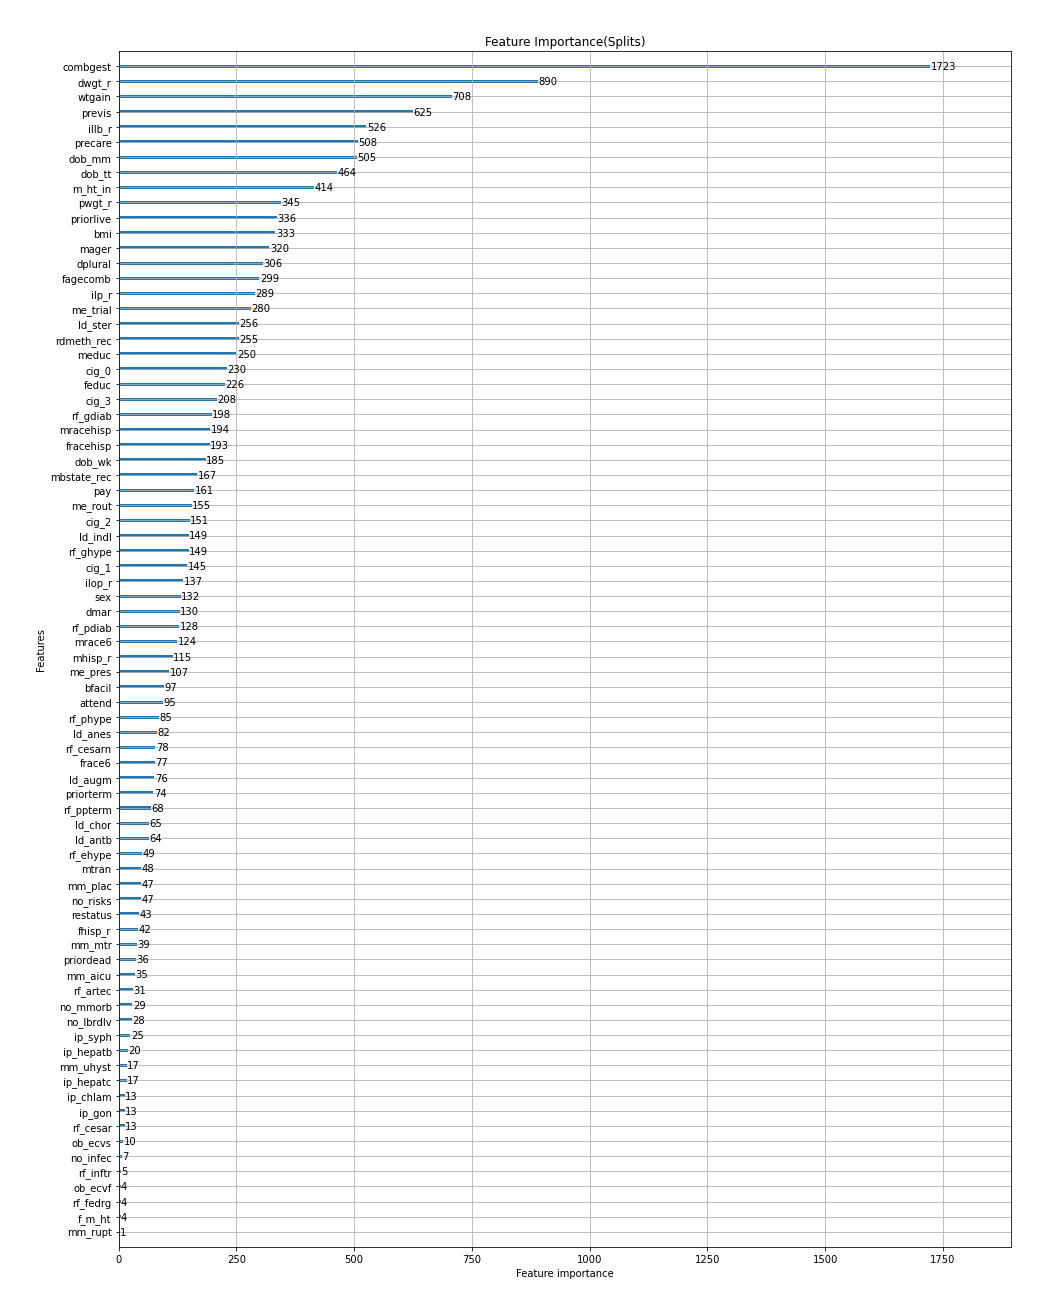 Feature Importance(Splits)
combgest 1723
dwgt_r 890
wtgain 708
previs 625
illb_r 526
precare 508
dob_mm 505
dob_tt 464
m_ht_in 414
pwgt_r 345
priorlive 336
bmi 333
mager 320
dplural 306
fagecomb 299
ilp_r 289
me_trial 280
ld_ster 256
rdmeth_rec 255
meduc 250
cig_0 230
feduc 226
cig_3 208
rf_gdiab 198
mracehisp 194
fracehisp 193
dob_wk 185
mbstate_rec 167
pay 161
me_rout 155
cig_2 151
ld_indl 149
rf_ghype 149
cig_1 145
ilop_r 137
sex 132
dmar 130
rf_pdiab 128
mrace6 124
mhisp_r 115
me_pres 107
bfacil 97
attend 95
rf_phype 85
ld_anes 82
rf_cesarn 78
frace6 77
ld_augm 76
priorterm 74
rf_ppterm 68
ld_chor 65
ld_antb 64
rf_ehype 49
mtran 48
mm_plac 47
no_risks 47
restatus 43
fhisp_r 42
mm_mtr 39
priordead 36
mm_aicu 35
rf_artec 31
no_mmorb 29
no_lbrdlv 28
ip_syph 25
ip_hepatb 20
mm_uhyst 17
ip_hepatc 17
ip_chlam 13
ip_gon 13
rf_cesar 13
ob_ecvs 10
no_infec 7
rf_inftr 5
ob_ecvf 4
rf_fedrg 4
f_m_ht 4
mm_rupt 1
Features
0 250 500 750 1000 1250 1500 1750
Feature importance